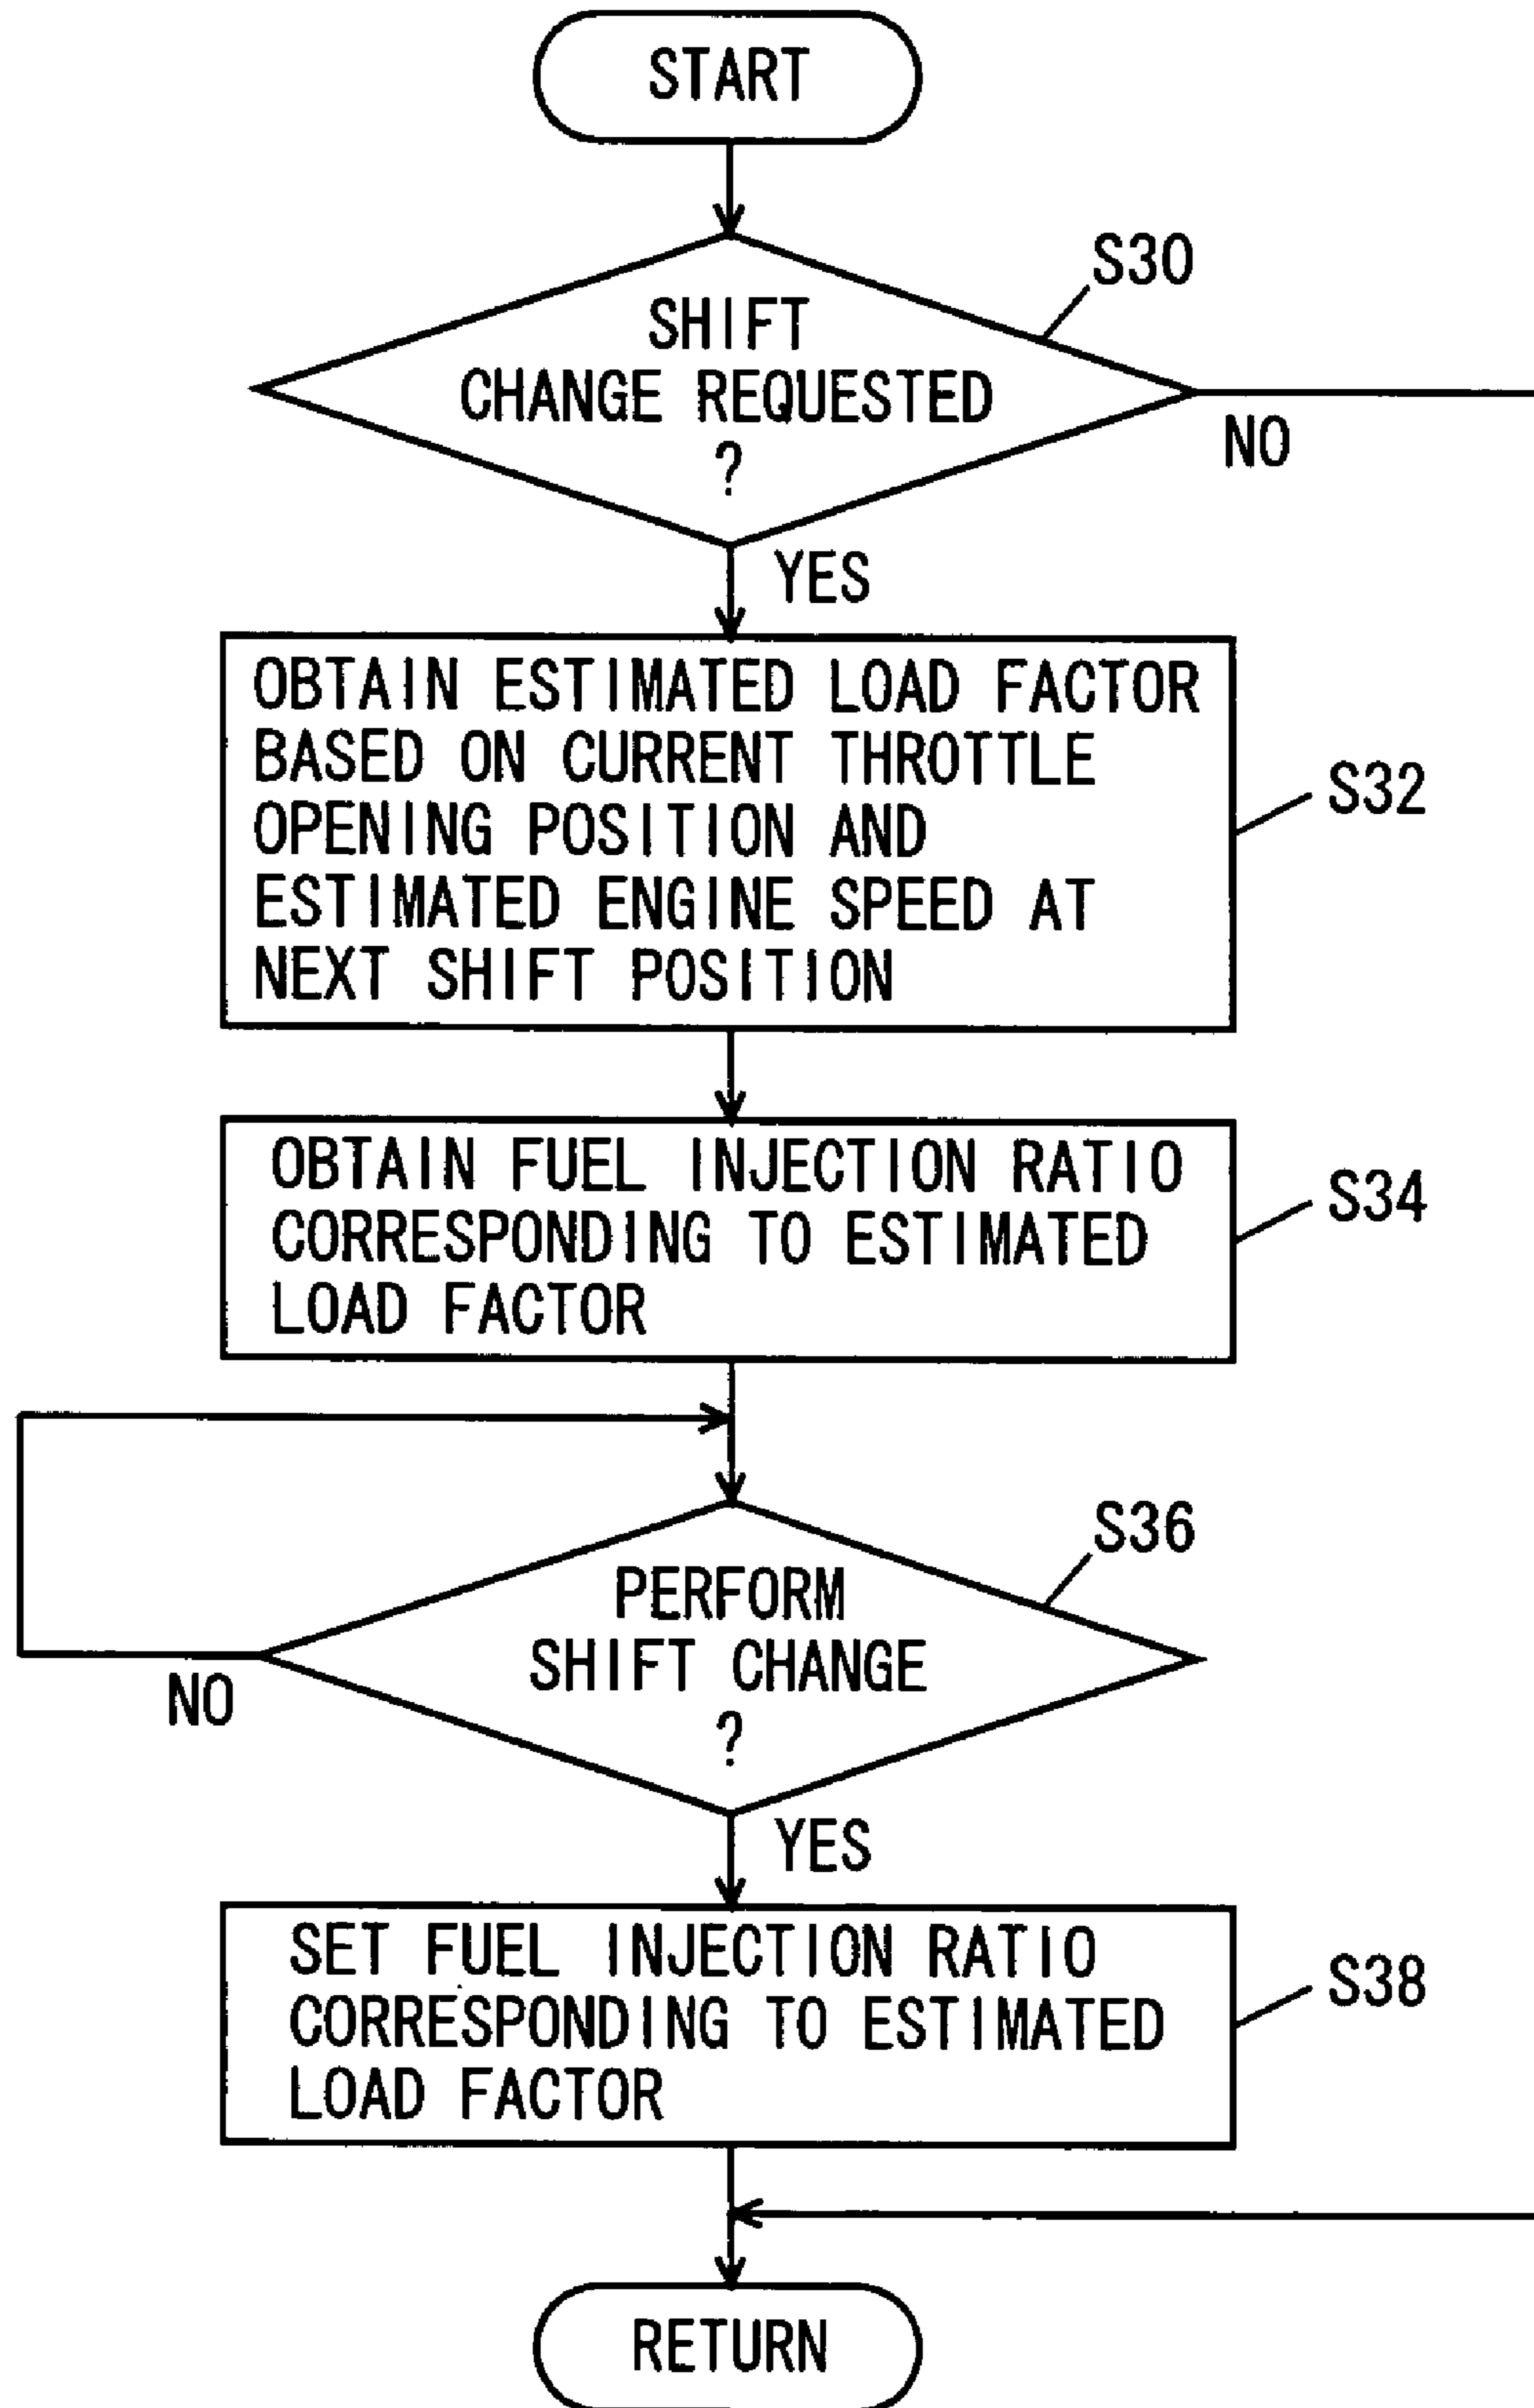 START
S30
SHIFT
CHANGE REQUESTED
?
NO
YES
OBTAIN ESTIMATED LOAD FACTOR
BASED ON CURRENT THROTTLE
OPENING POSITION AND
ESTIMATED ENGINE SPEED AT
NEXT SHIFT POSITION
S32
OBTAIN FUEL INJECTION RATIO
CORRESPONDING TO ESTIMATED
LOAD FACTOR
S34
S36
PERFORM
SHIFT CHANGE
?
NO
YES
SET FUEL INJECTION RATIO
CORRESPONDING TO ESTIMATED
LOAD FACTOR
S38
RETURN